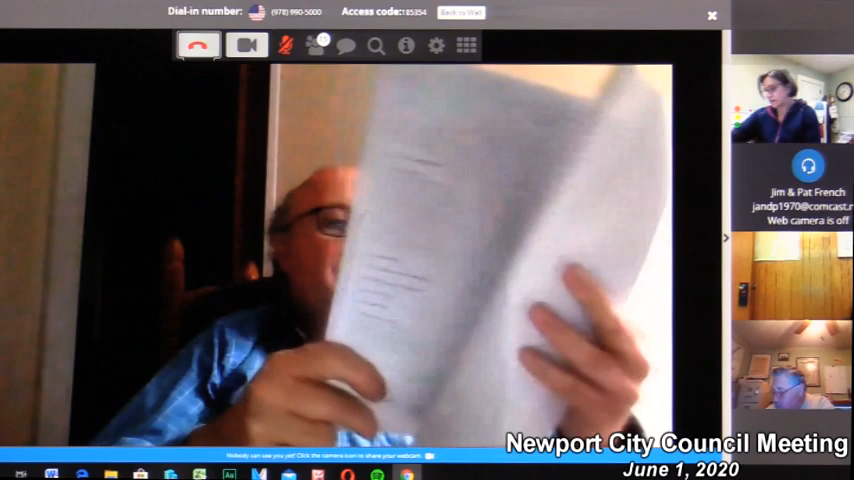 Dial-in number: (978) 990-5000 Access code: 185354 Back to Wall
Jim & Pat French
jandp1970@comcast.n
Web camera is off
Nobody can see you yet! Click the camera icon to share your webcam.
Newport City Council Meeting
June 1, 2020